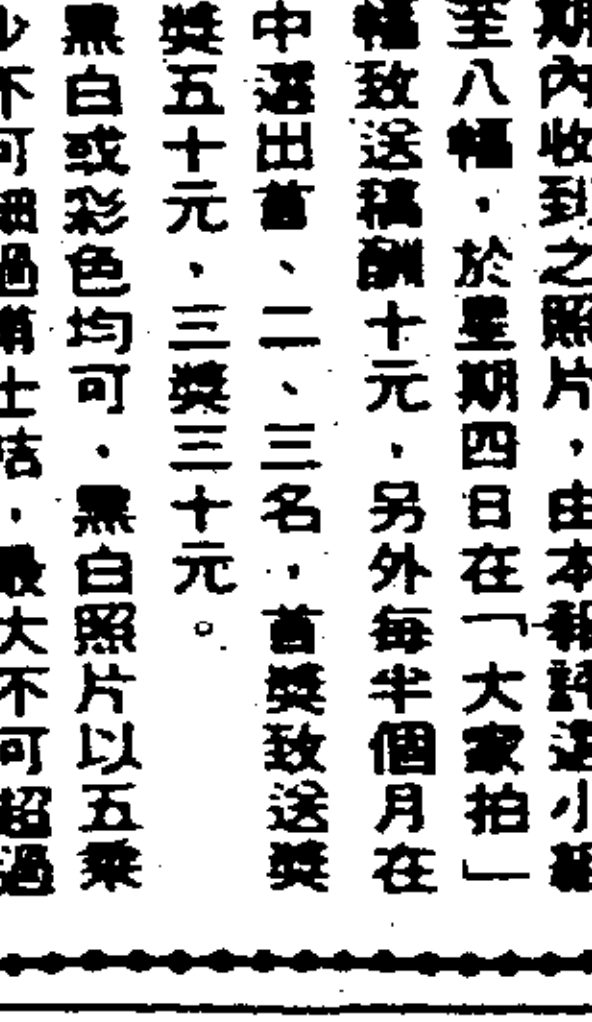 期內收到之照片，由本報評選小組
至八幅，於星期四日在「大家拍」
幅致送稿酬十元，另外每半個月在
中選出首、二、三名，首獎致送獎
獎五十元，三獎三十元。
黑白或彩色均可，黑白照片以五乘
少不可細過．士咭，最大不可超過